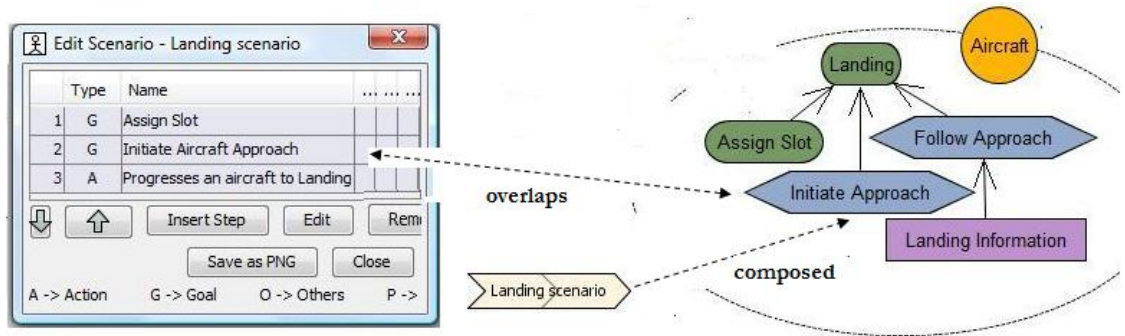 Edit Scenario - Landing scenario
Type Name ... ... ...
1 G Assign Slot
2 G Initiate Aircraft Approach
3 A Progresses an aircraft to Landing
Insert Step Edit Rem
Save as PNG Close
A -> Action G -> Goal O -> Others P ->
overlaps
Landing scenario
composed
Aircraft
Landing
Assign Slot
Follow Approach
Initiate Approach
Landing Information